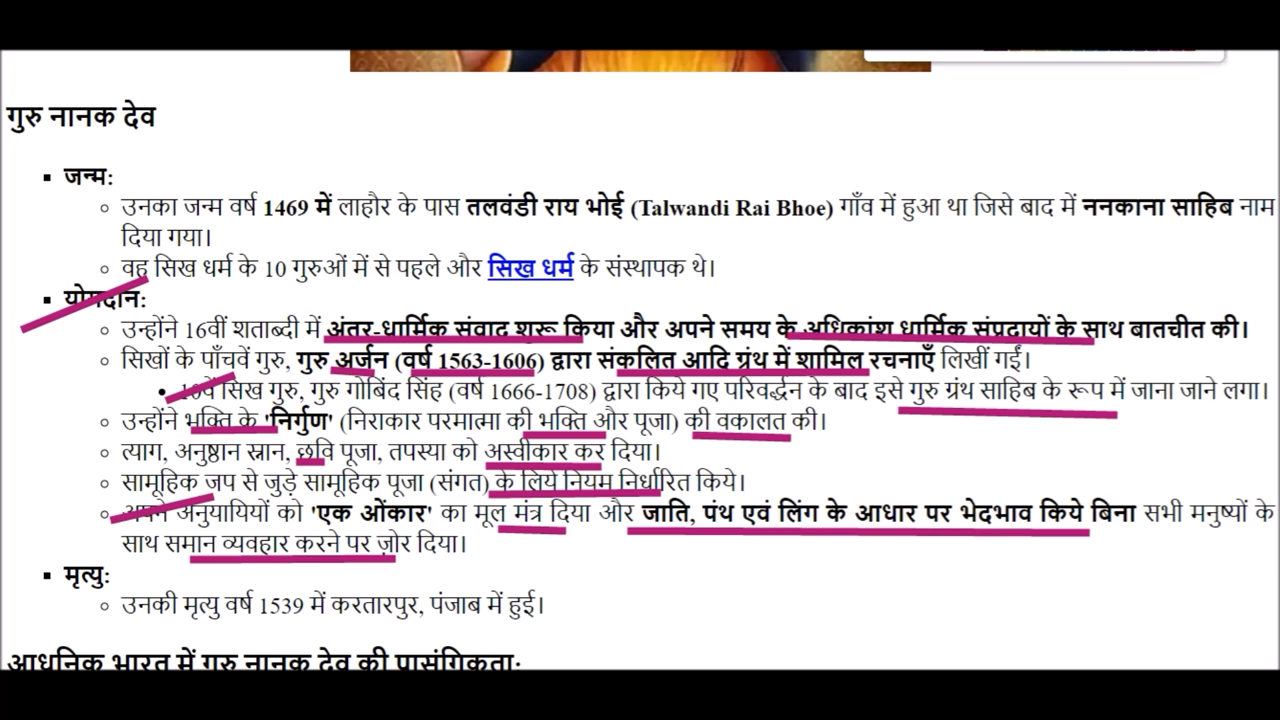 गुरु नानक देव
▪ जन्म:
○ उनका जन्म वर्ष 1469 में लाहौर के पास तलवंडी राय भोई (Talwandi Rai Bhoe) गाँव में हुआ था जिसे बाद में ननकाना साहिब नाम
दिया गया।
○ वह सिख धर्म के 10 गुरुओं में से पहले और सिख धर्म के संस्थापक थे।
▪ योगदान:
○ उन्होंने 16वीं शताब्दी में अंतर-धार्मिक संवाद शुरू किया और अपने समय के अधिकांश धार्मिक संप्रदायों के साथ बातचीत की।
○ सिखों के पाँचवें गुरु, गुरु अर्जन (वर्ष 1563-1606) द्वारा संकलित आदि ग्रंथ में शामिल रचनाएँ लिखीं गईं।
• 10वें सिख गुरु, गुरु गोबिंद सिंह (वर्ष 1666-1708) द्वारा किये गए परिवर्द्धन के बाद इसे गुरु ग्रंथ साहिब के रूप में जाना जाने लगा।
○ उन्होंने भक्ति के 'निर्गुण' (निराकार परमात्मा की भक्ति और पूजा) की वकालत की।
○ त्याग, अनुष्ठान स्नान, छवि पूजा, तपस्या को अस्वीकार कर दिया।
○ सामूहिक जप से जुड़े सामूहिक पूजा (संगत) के लिये नियम निर्धारित किये।
○ अपने अनुयायियों को 'एक ओंकार' का मूल मंत्र दिया और जाति, पंथ एवं लिंग के आधार पर भेदभाव किये बिना सभी मनुष्यों के
साथ समान व्यवहार करने पर ज़ोर दिया।
▪ मृत्यु:
○ उनकी मृत्यु वर्ष 1539 में करतारपुर, पंजाब में हुई।
आधुनिक भारत में गुरु नानक देव की प्रासंगिकता: